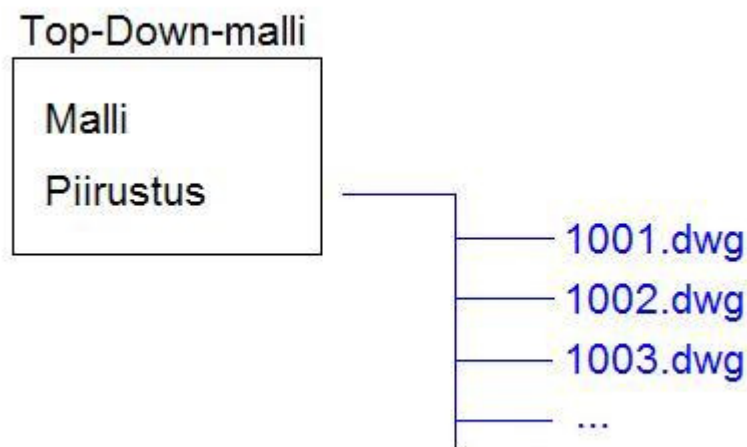 Top-Down-malli
Malli
Piirustus
1001.dwg
1002.dwg
1003.dwg
...